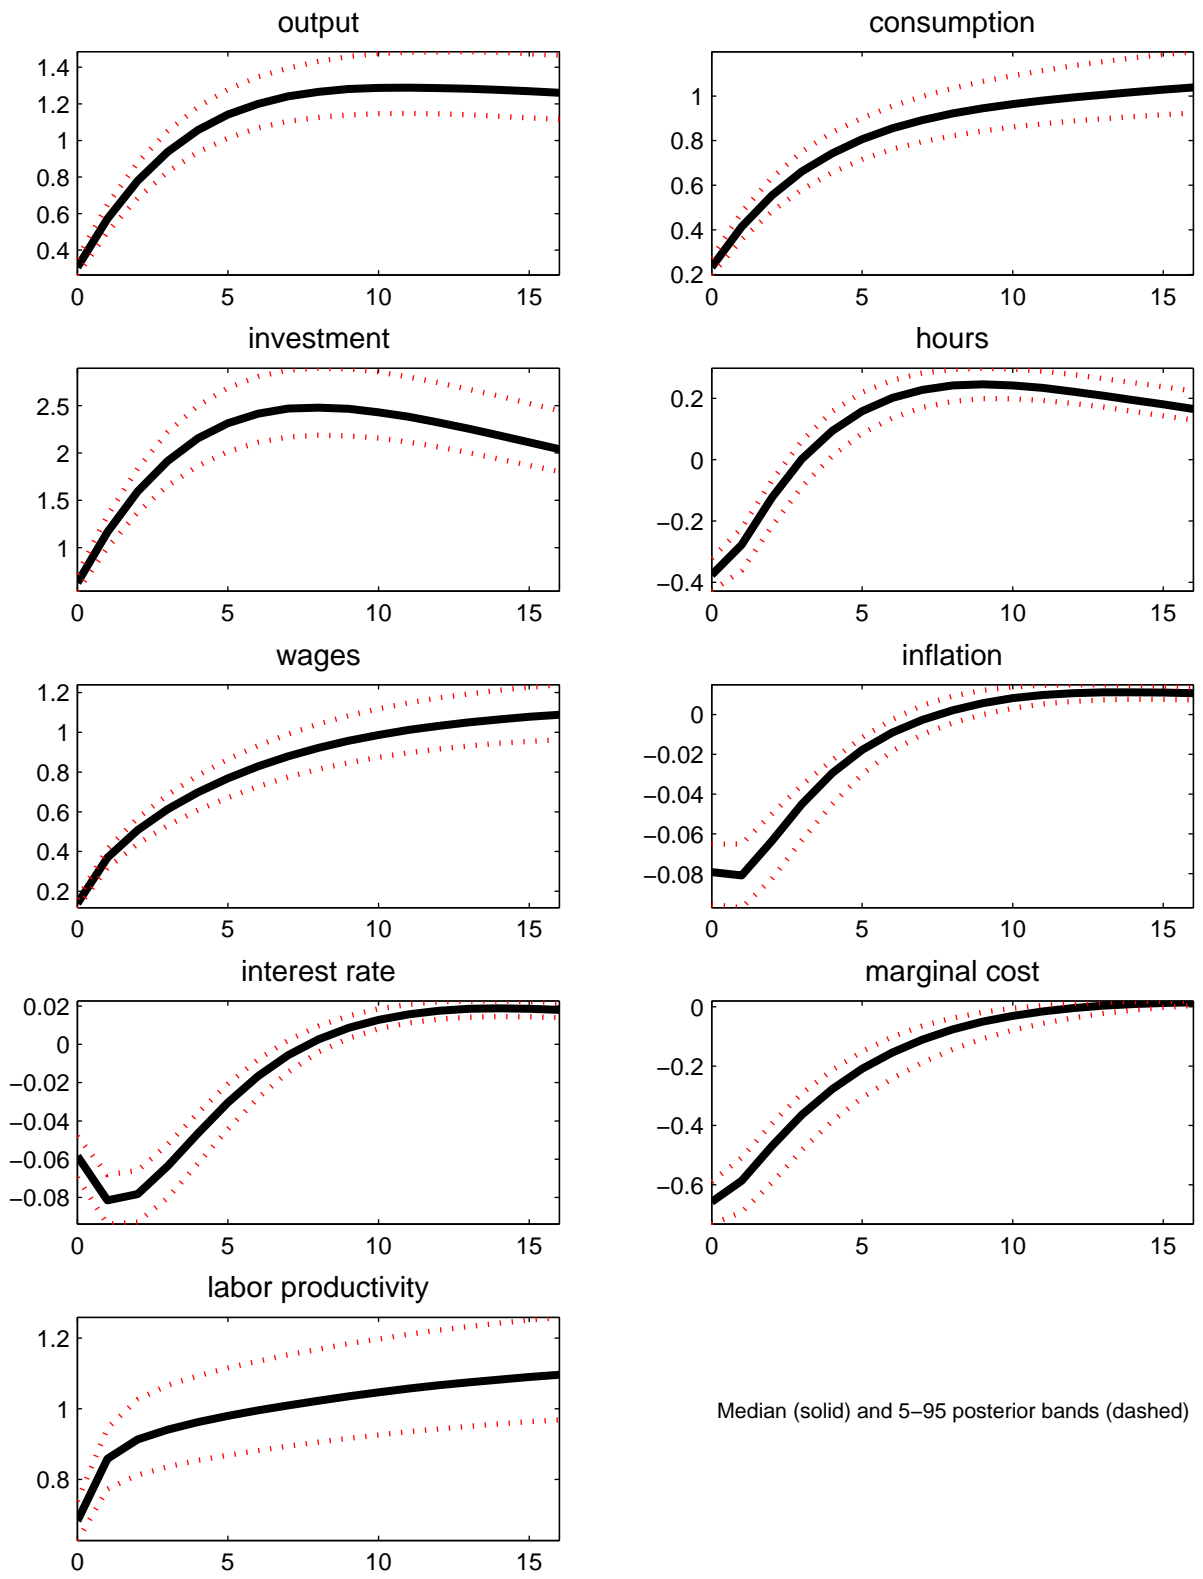 output
1.4
1.2
1
0.8
0.6
0.4
0 5 10 15
consumption
1
0.8
0.6
0.4
0.2
0 5 10 15
investment
2.5
2
1.5
1
0 5 10 15
hours
0.2
0
−0.2
−0.4
0 5 10 15
wages
1.2
1
0.8
0.6
0.4
0.2
0 5 10 15
inflation
0
−0.02
−0.04
−0.06
−0.08
0 5 10 15
interest rate
0.02
0
−0.02
−0.04
−0.06
−0.08
0 5 10 15
marginal cost
0
−0.2
−0.4
−0.6
0 5 10 15
labor productivity
1.2
1
0.8
0 5 10 15
Median (solid) and 5−95 posterior bands (dashed)